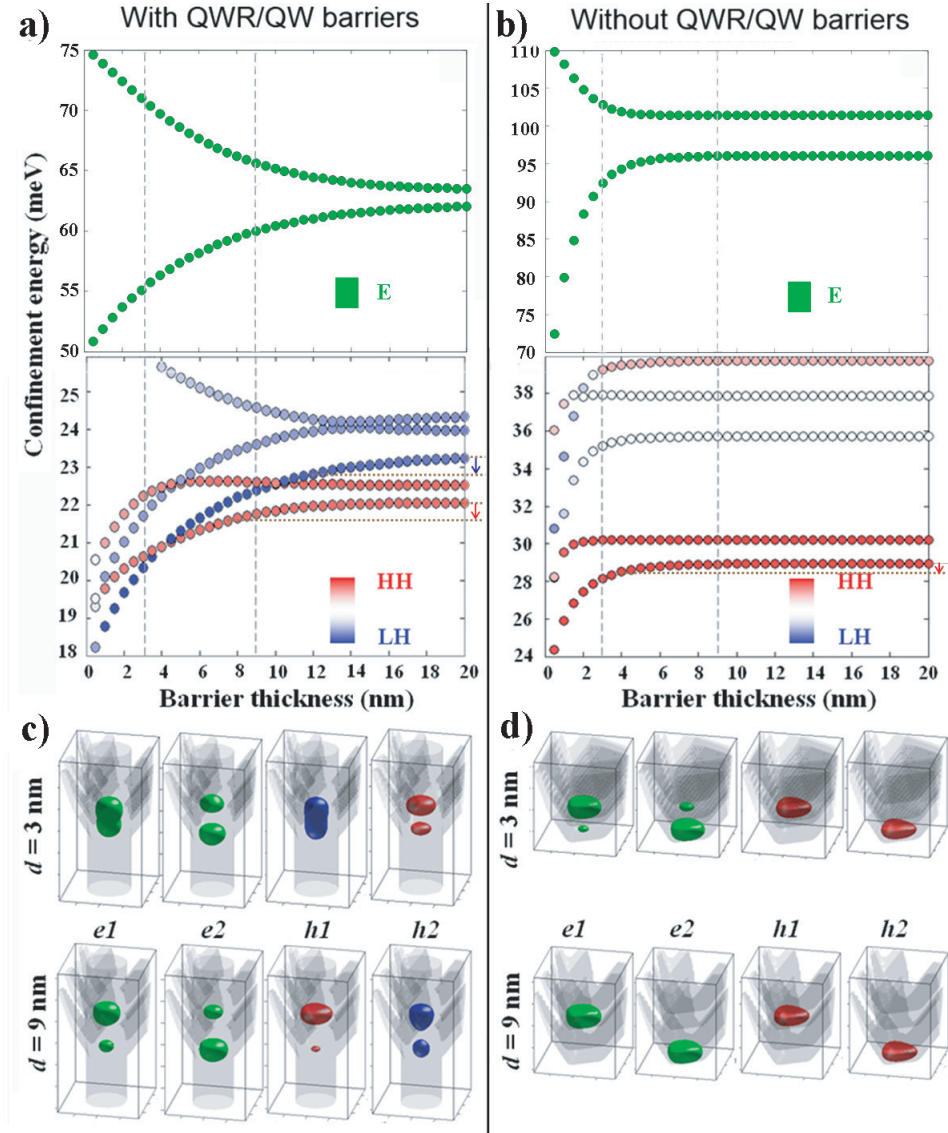 a)
With QWR/QW barriers
b)
Without QWR/QW barriers
Confinement energy (meV)
75
70
65
60
55
50
E
110
105
100
95
90
85
80
75
70
E
25
24
23
22
21
20
19
18
HH
LH
0 2 4 6 8 10 12 14 16 18 20
Barrier thickness (nm)
38
36
34
32
30
28
26
24
HH
LH
0 2 4 6 8 10 12 14 16 18 20
Barrier thickness (nm)
c)
d = 3 nm
e1 e2 h1 h2
d = 9 nm
d)
d = 3 nm
e1 e2 h1 h2
d = 9 nm